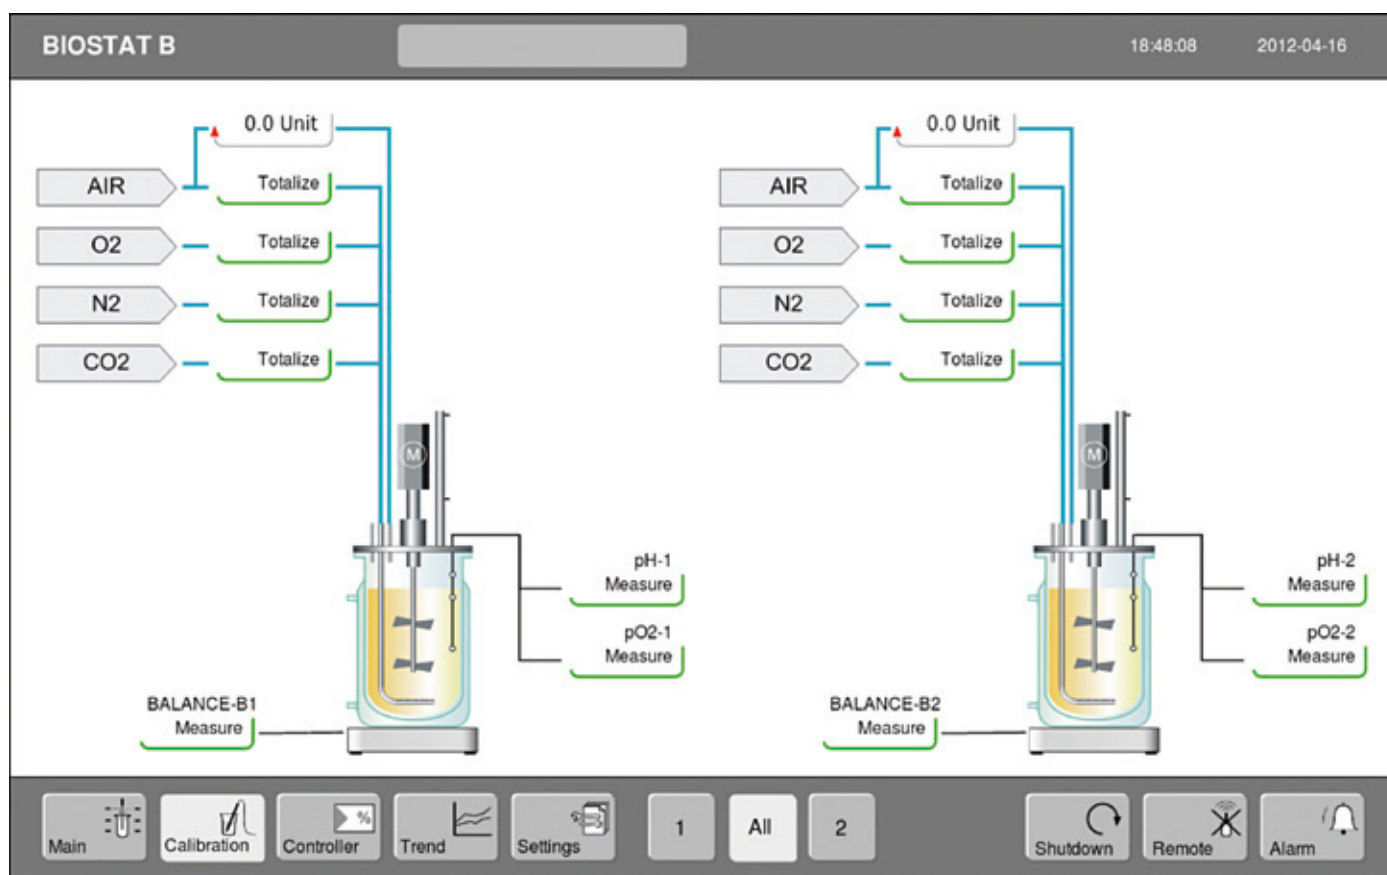 BIOSTAT B
18:48:08 2012-04-16
0.0 Unit
AIR Totalize
O2 Totalize
N2 Totalize
CO2 Totalize
M
pH-1
Measure
pO2-1
Measure
BALANCE-B1
Measure
0.0 Unit
AIR Totalize
O2 Totalize
N2 Totalize
CO2 Totalize
M
pH-2
Measure
pO2-2
Measure
BALANCE-B2
Measure
Main
Calibration
%
Controller
Trend
Settings
1
All
2
Shutdown
Remote
Alarm